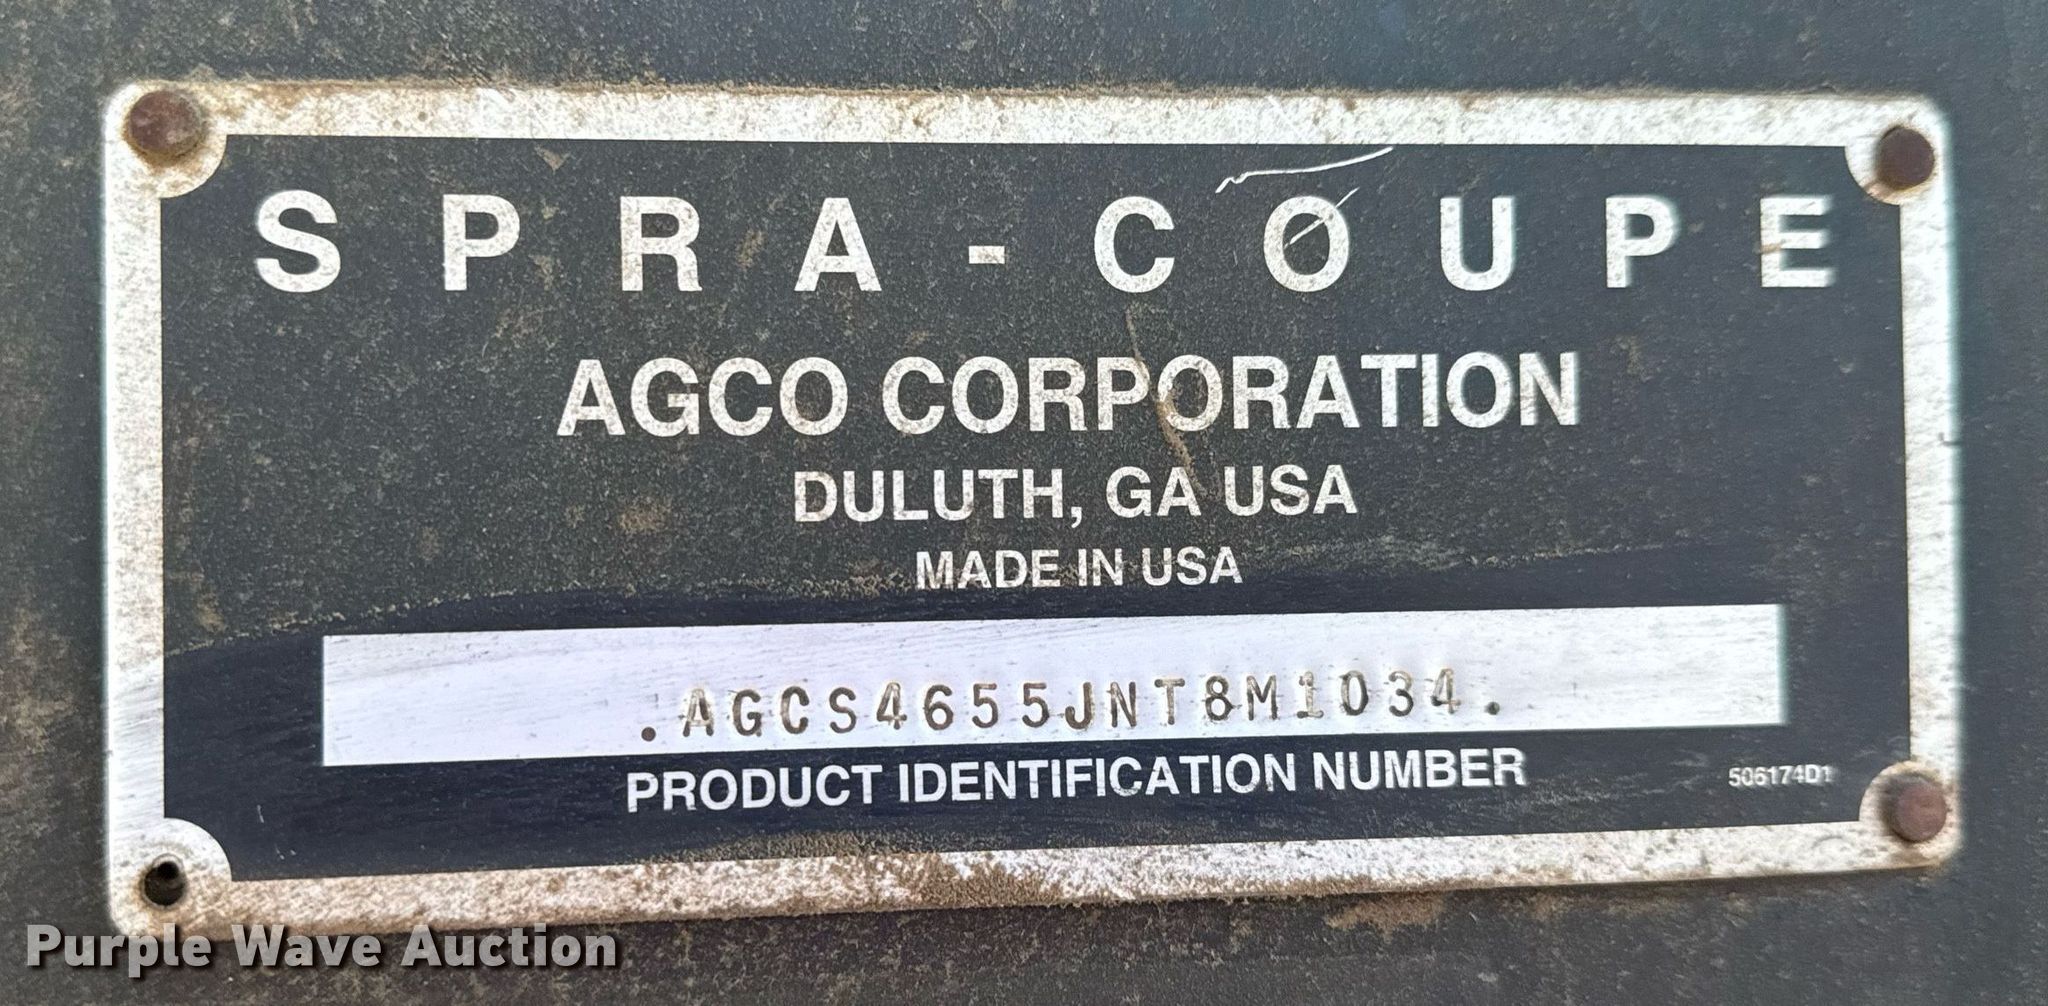 SPRA-COUPE
AGCO CORPORATION
DULUTH, GA USA
MADE IN USA
.AGCS4655JNT8M1034.
PRODUCT IDENTIFICATION NUMBER
506174D1
Purple Wave Auction